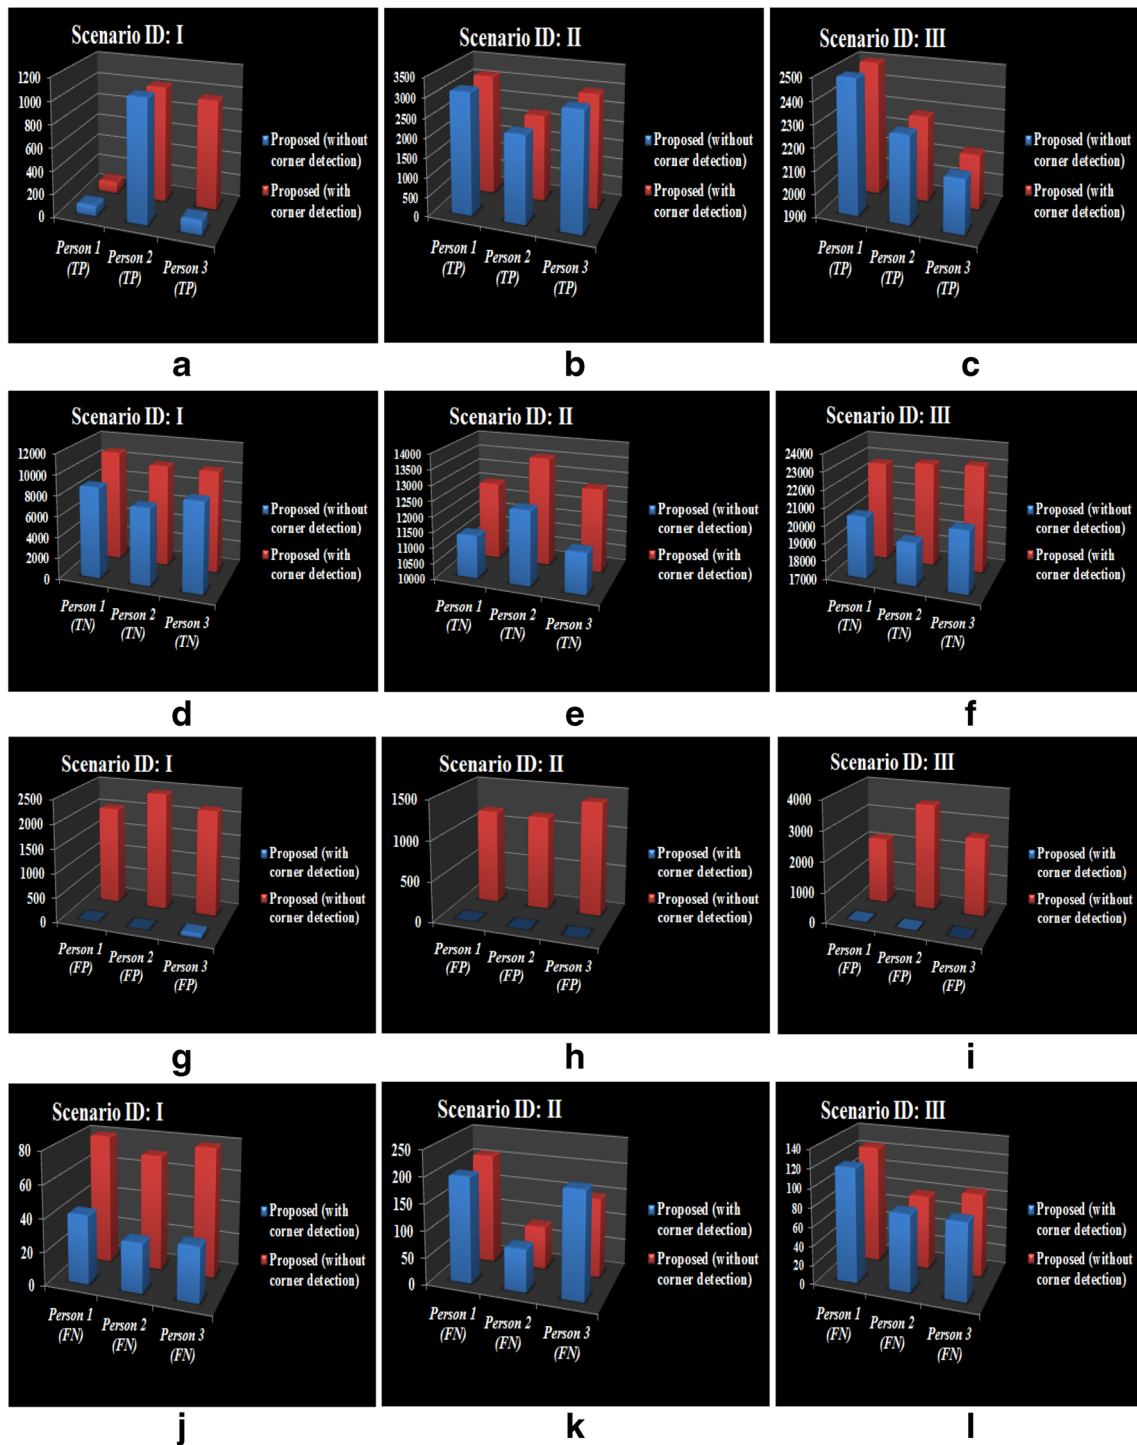 Scenario ID: I
1200
1000
800
600
400
200
0
Person 1
(TP)
Person 2
(TP)
Person 3
(TP)
Proposed (without
corner detection)
Proposed (with
corner detection)
a
Scenario ID: II
3500
3000
2500
2000
1500
1000
500
0
Person 1
(TP)
Person 2
(TP)
Person 3
(TP)
Proposed (without
corner detection)
Proposed (with
corner detection)
b
Scenario ID: III
2500
2400
2300
2200
2100
2000
1900
Person 1
(TP)
Person 2
(TP)
Person 3
(TP)
Proposed (without
corner detection)
Proposed (with
corner detection)
c
Scenario ID: I
12000
10000
8000
6000
4000
2000
0
Person 1
(TN)
Person 2
(TN)
Person 3
(TN)
Proposed (without
corner detection)
Proposed (with
corner detection)
d
Scenario ID: II
14000
13500
13000
12500
12000
11500
11000
10500
10000
Person 1
(TN)
Person 2
(TN)
Person 3
(TN)
Proposed (without
corner detection)
Proposed (with
corner detection)
e
Scenario ID: III
24000
23000
22000
21000
20000
19000
18000
17000
Person 1
(TN)
Person 2
(TN)
Person 3
(TN)
Proposed (without
corner detection)
Proposed (with
corner detection)
f
Scenario ID: I
2500
2000
1500
1000
500
0
Person 1
(FP)
Person 2
(FP)
Person 3
(FP)
Proposed (with
corner detection)
Proposed (without
corner detection)
g
Scenario ID: II
1500
1000
500
0
Person 1
(FP)
Person 2
(FP)
Person 3
(FP)
Proposed (with
corner detection)
Proposed (without
corner detection)
h
Scenario ID: III
4000
3000
2000
1000
0
Person 1
(FP)
Person 2
(FP)
Person 3
(FP)
Proposed (with
corner detection)
Proposed (without
corner detection)
i
Scenario ID: I
80
60
40
20
0
Person 1
(FN)
Person 2
(FN)
Person 3
(FN)
Proposed (with
corner detection)
Proposed (without
corner detection)
j
Scenario ID: II
250
200
150
100
50
0
Person 1
(FN)
Person 2
(FN)
Person 3
(FN)
Proposed (with
corner detection)
Proposed (without
corner detection)
k
Scenario ID: III
140
120
100
80
60
40
20
0
Person 1
(FN)
Person 2
(FN)
Person 3
(FN)
Proposed (with
corner detection)
Proposed (without
corner detection)
l